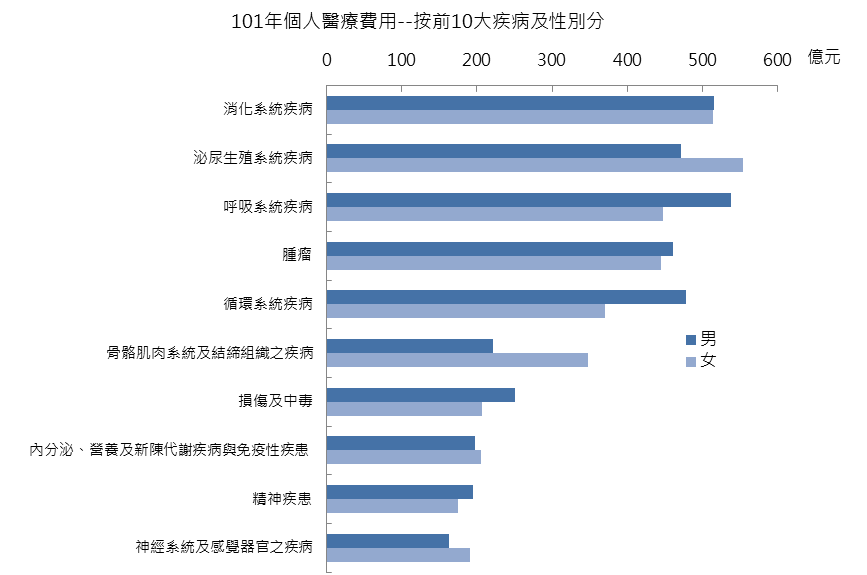 101年個人醫療費用--按前10大疾病及性別分
0 100 200 300 400 500 600 億元
消化系統疾病
泌尿生殖系統疾病
呼吸系統疾病
腫瘤
循環系統疾病
骨骼肌肉系統及結締組織之疾病
男
女
損傷及中毒
內分泌、營養及新陳代謝疾病與免疫性疾患
精神疾患
神經系統及感覺器官之疾病